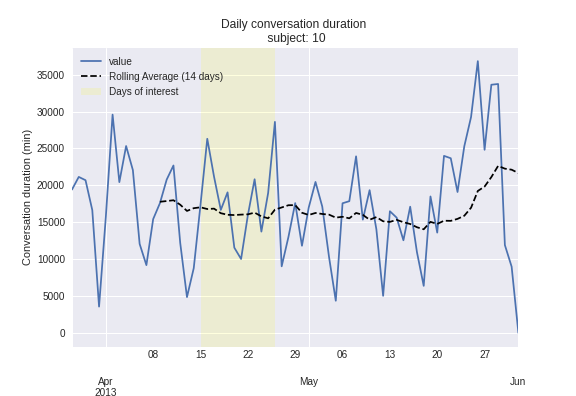 Daily conversation duration
subject: 10
value
Rolling Average (14 days)
Days of interest
Conversation duration (min)
35000
30000
25000
20000
15000
10000
5000
0
08
15
22
29
06
13
20
27
Apr
2013
May
Jun